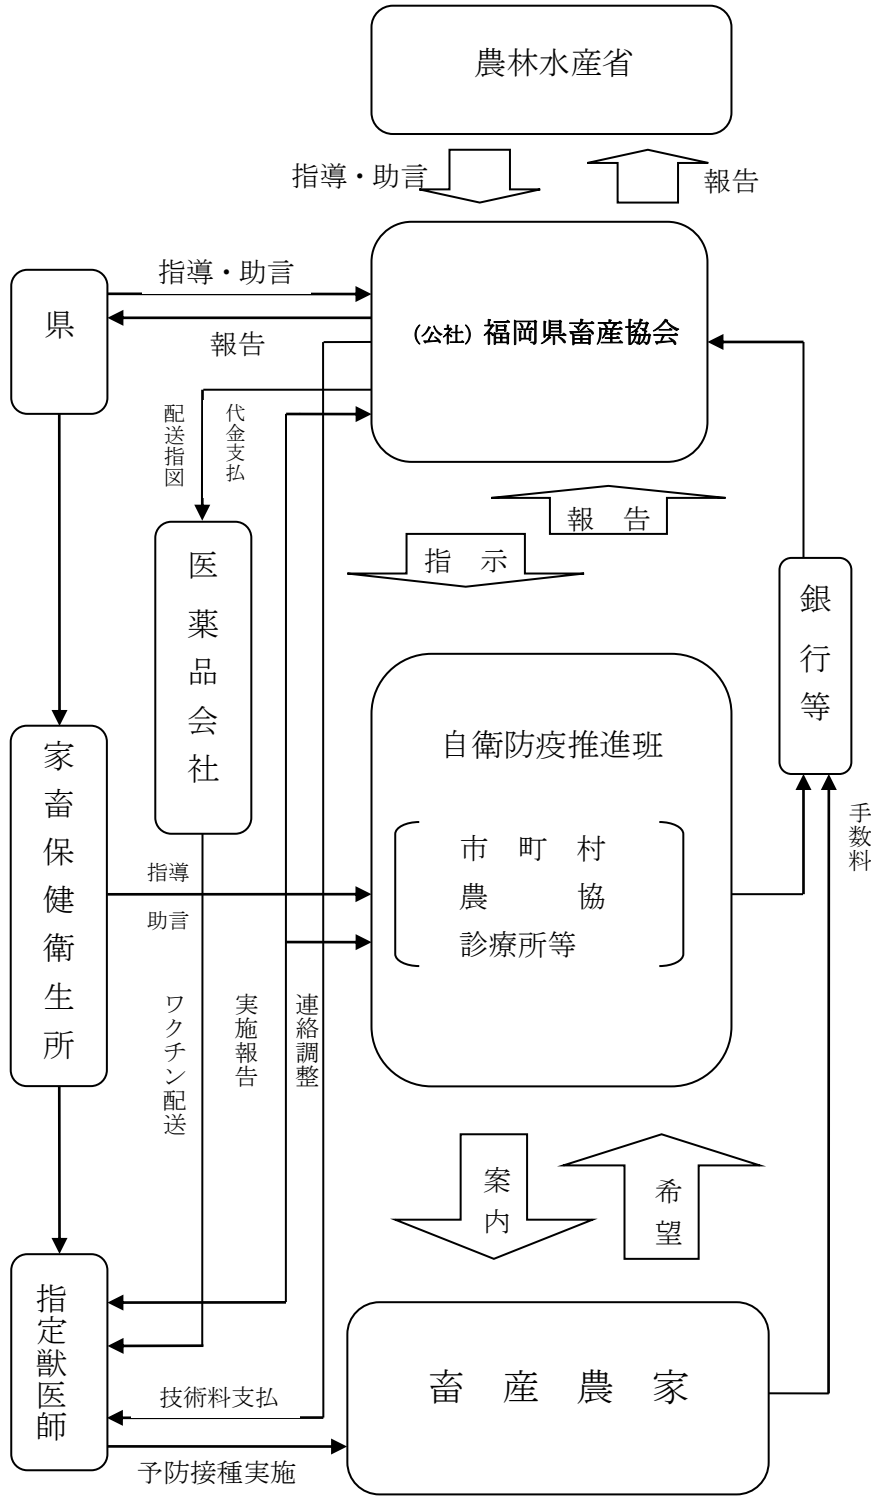 農林水産省
指導・助言
報告
指導・助言
県
（公社）福岡県畜産協会
報告
配送指図
代金支払
報　告
指　示
医薬品会社
銀行等
自衛防疫推進班
家畜保健衛生所
手数料
市　町　村
農　　　協
診療所等
指導
助言
ワクチン配送
実施報告
連絡調整
案内
希望
指定獣医師
畜　産　農　家
技術料支払
予防接種実施